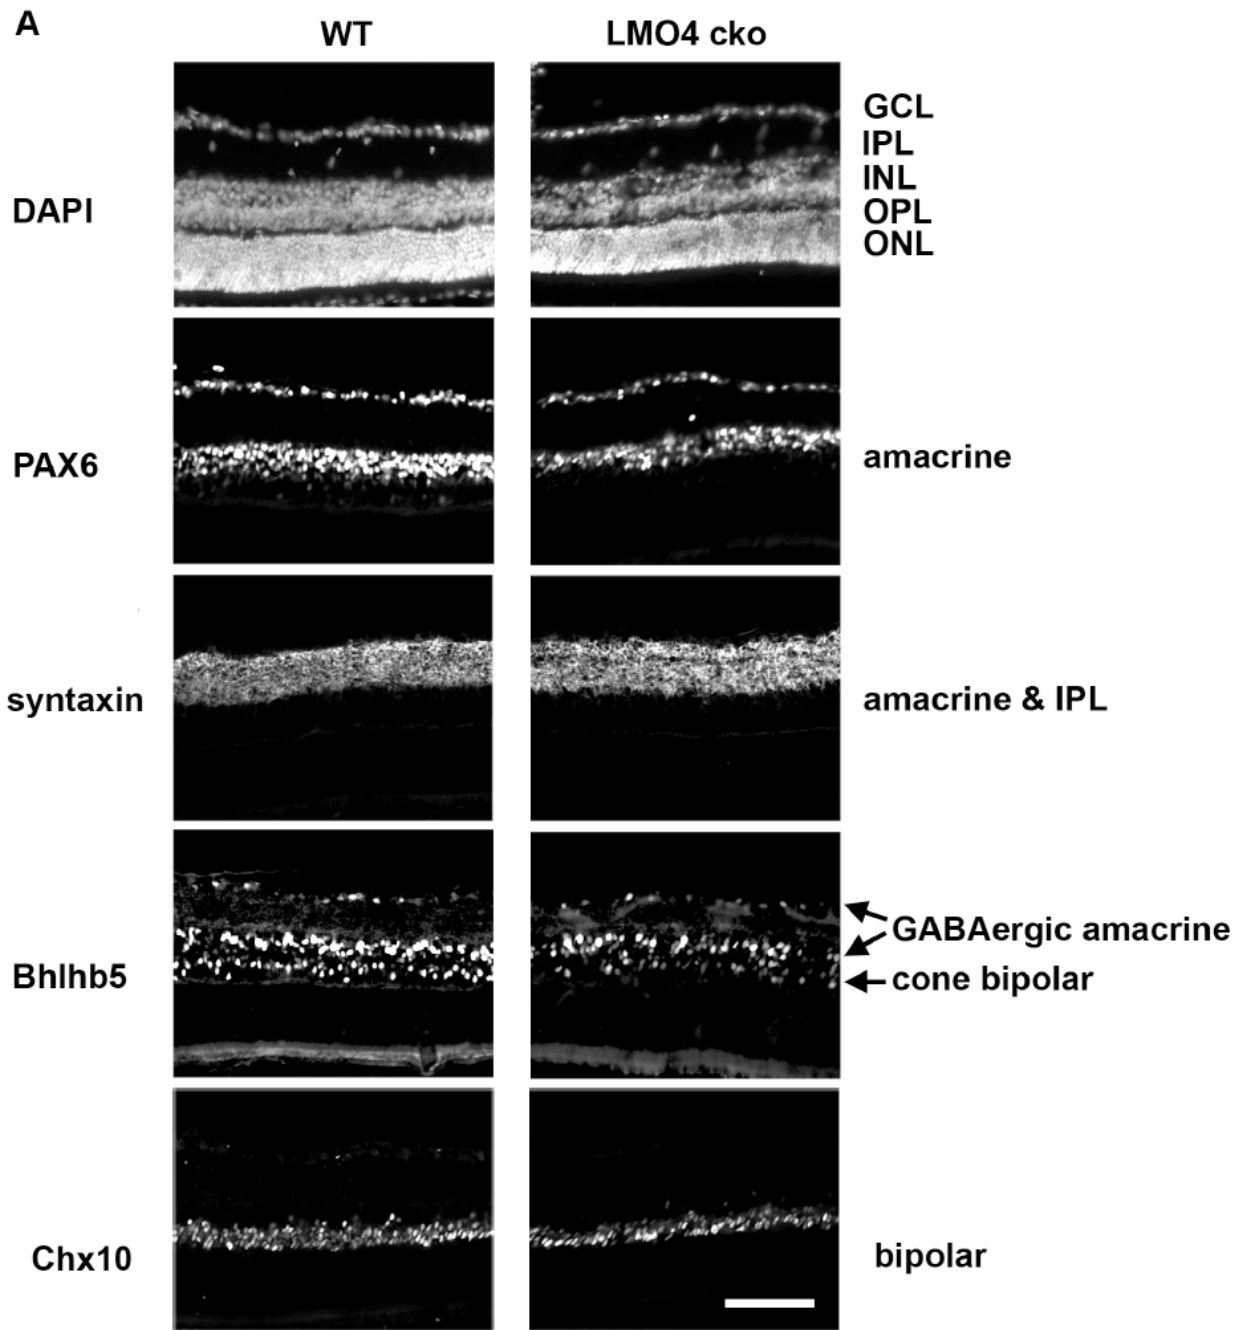 A
WT LMO4 cko
GCL
IPL
INL
DAPI OPL
ONL
PAX6 amacrine
syntaxin amacrine & IPL
GABAergic amacrine
Bhlhb5 cone bipolar
Chx10 bipolar